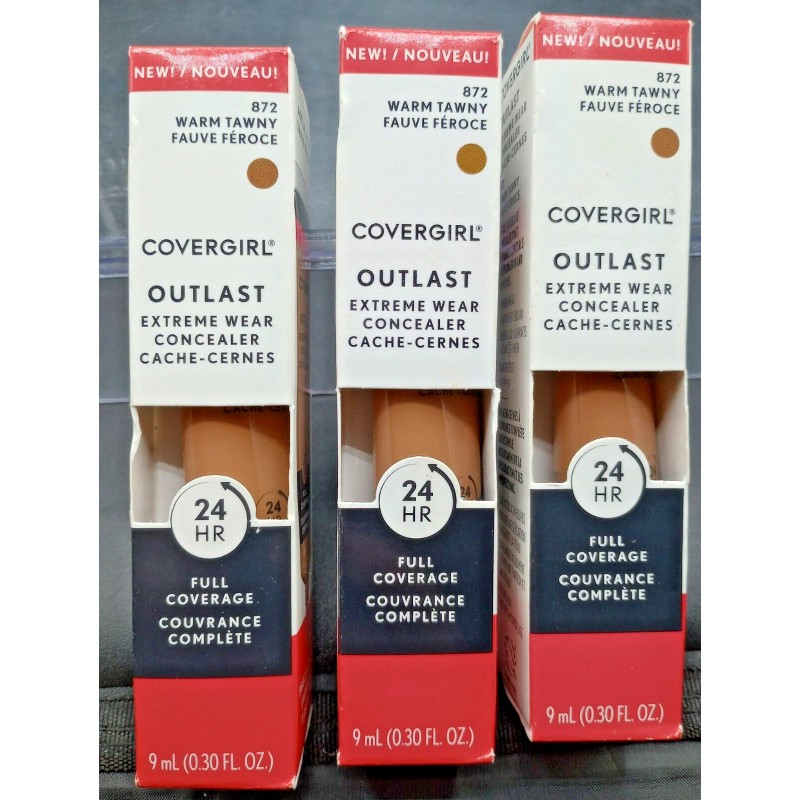 NEW! / NOUVEAU!
872
WARM TAWNY
FAUVE FÉROCE
COVERGIRL®
OUTLAST
EXTREME WEAR
CONCEALER
CACHE-CERNES
24
HR
24
FULL
COVERAGE
COUVRANCE
COMPLÈTE
9 mL (0.30 FL. OZ.)
NEW! / NOUVEAU!
872
WARM TAWNY
FAUVE FÉROCE
COVERGIRL®
OUTLAST
EXTREME WEAR
CONCEALER
CACHE-CERNES
24
HR
24
FULL
COVERAGE
COUVRANCE
COMPLÈTE
9 mL (0.30 FL. OZ.)
NEW! / NOUVEAU!
872
WARM TAWNY
FAUVE FÉROCE
COVERGIRL®
OUTLAST
EXTREME WEAR
CONCEALER
CACHE-CERNES
24
HR
FULL
COVERAGE
COUVRANCE
COMPLÈTE
9 mL (0.30 FL. OZ.)
COVERGIRL
OUTLAST